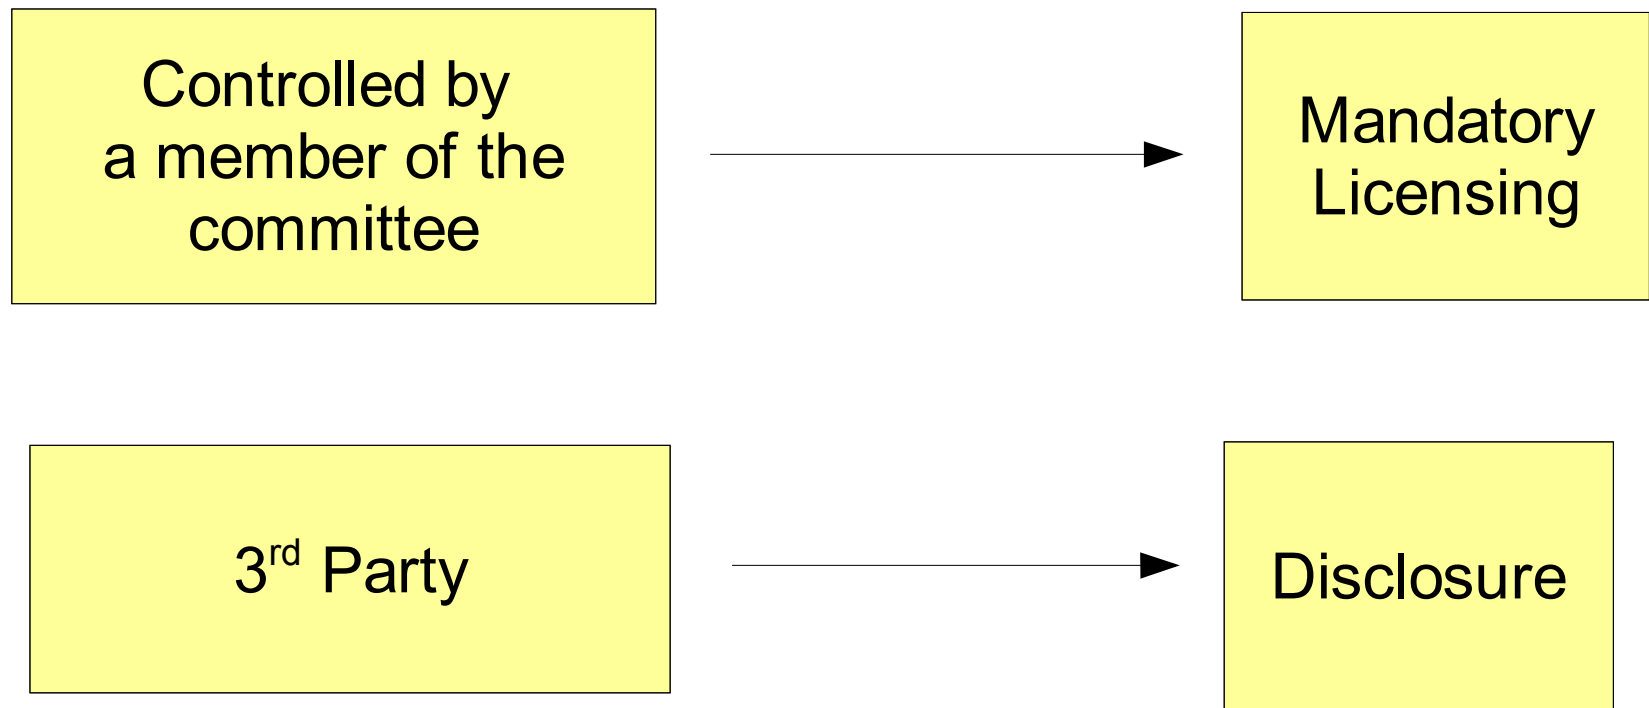 Controlled by
a member of the
committee
Mandatory
Licensing
3rd Party
Disclosure